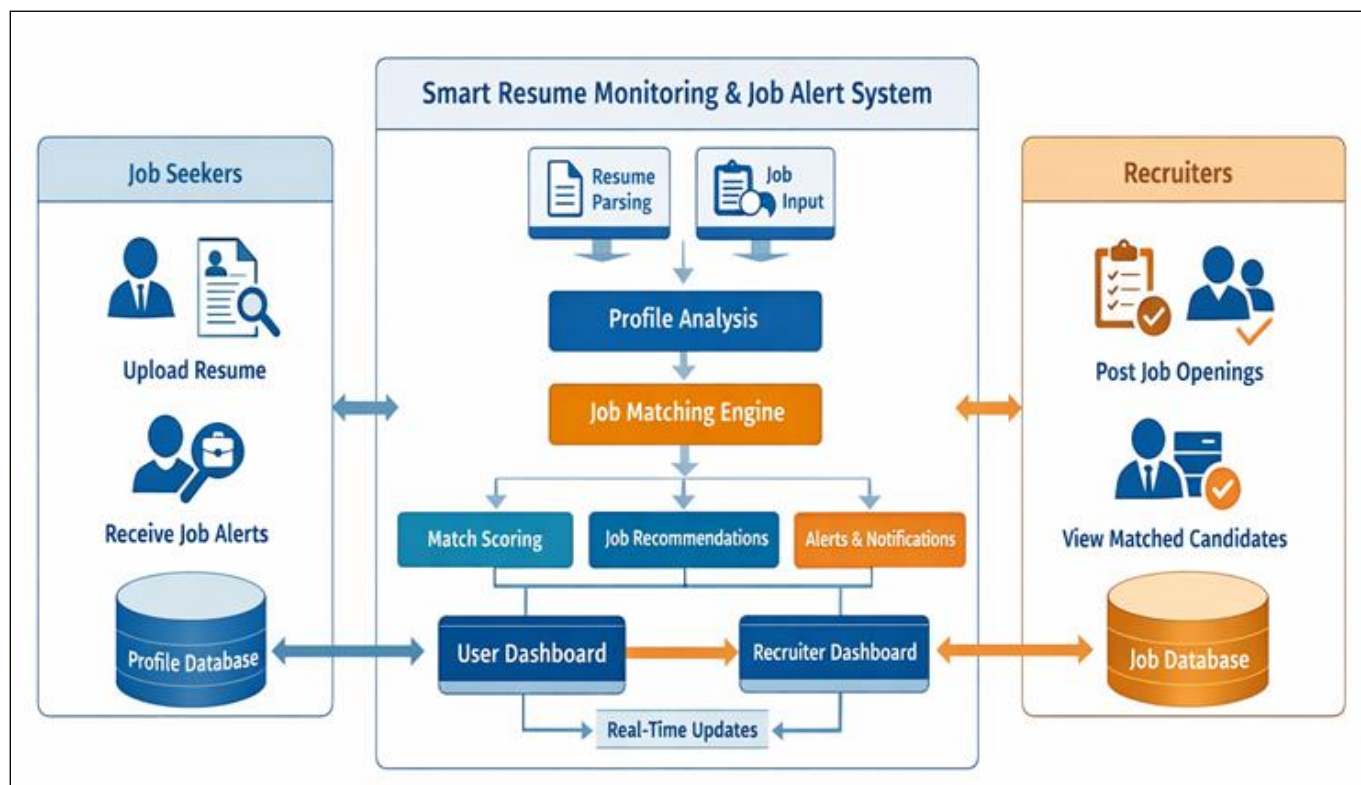 Smart Resume Monitoring & Job Alert System
Job Seekers
Upload Resume
Receive Job Alerts
Profile Database
Resume
Parsing
Job
Input
Profile Analysis
Job Matching Engine
Match Scoring
Job Recommendations
Alerts & Notifications
User Dashboard
Recruiter Dashboard
Real-Time Updates
Recruiters
Post Job Openings
View Matched Candidates
Job Database